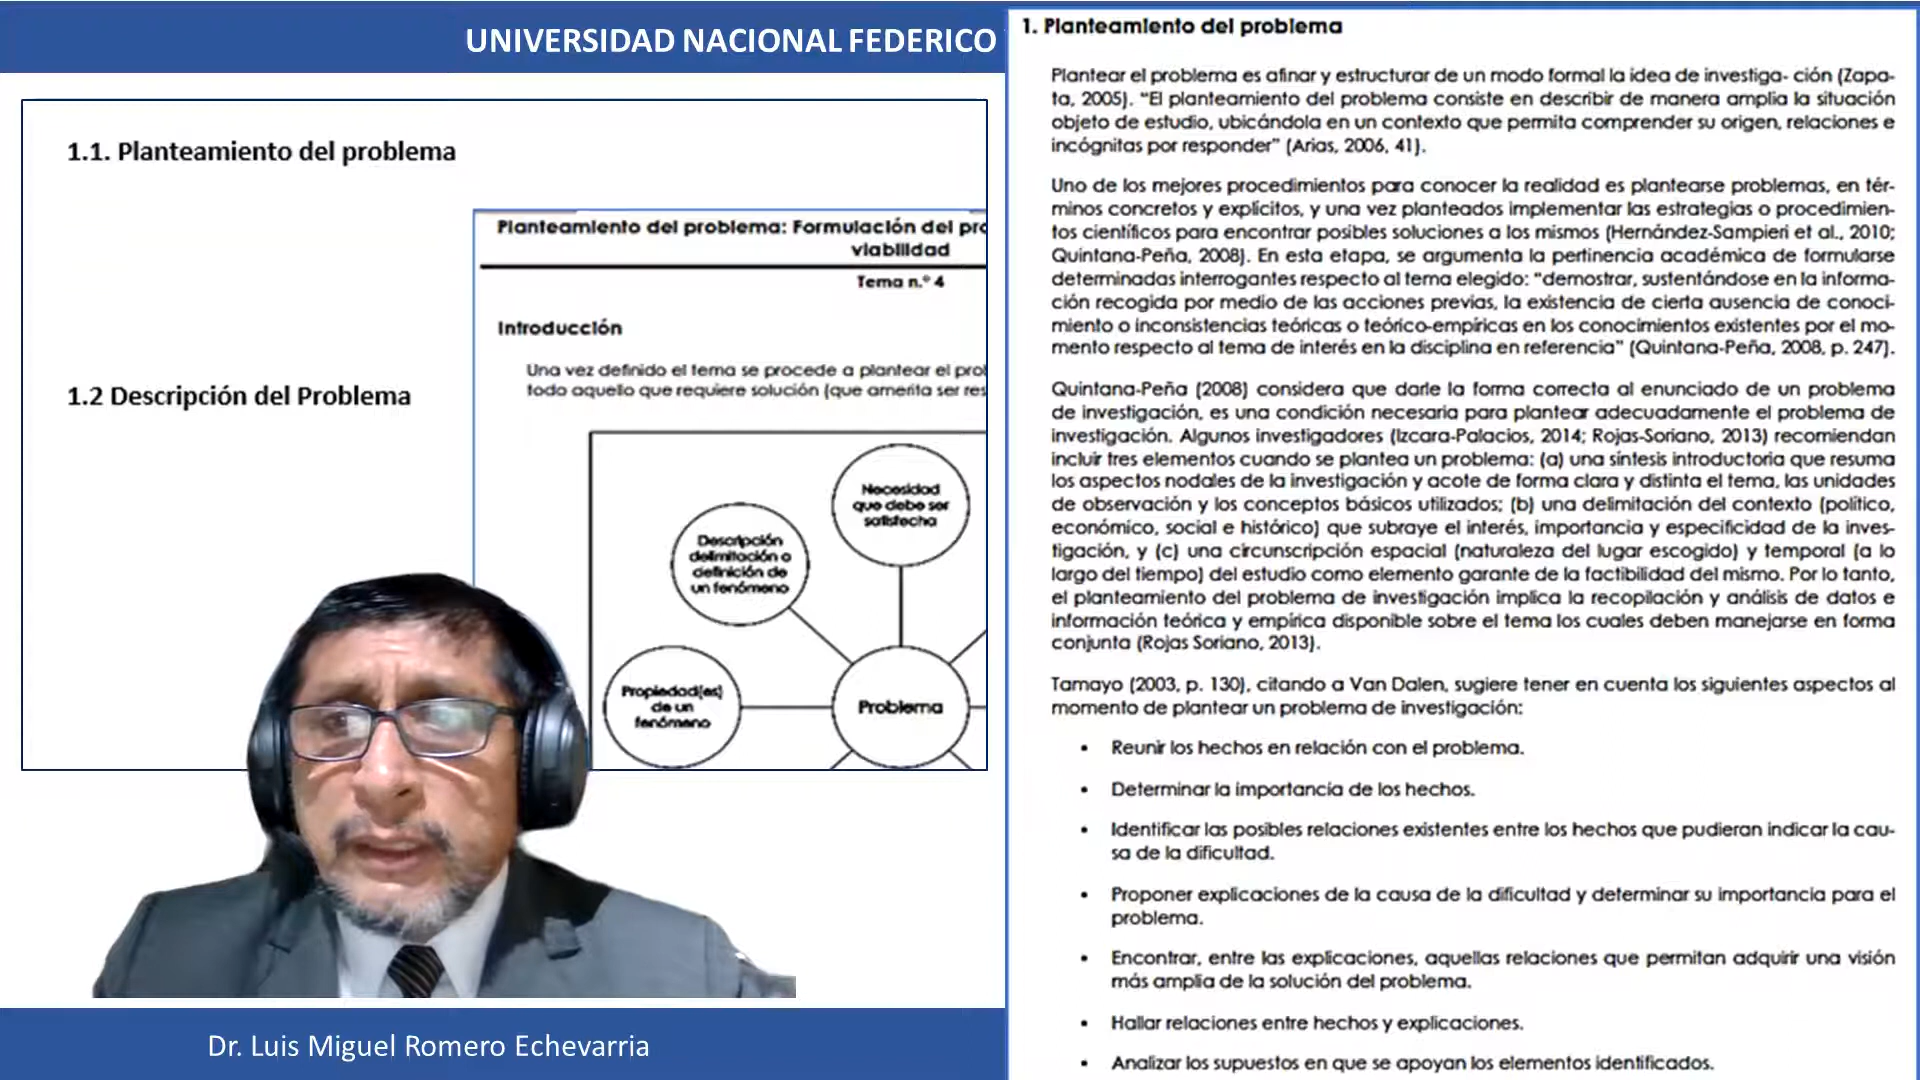 UNIVERSIDAD NACIONAL FEDERICO
1.1. Planteamiento del problema
Planteamiento del problema: Formulación del pro
viabilidad
Tema n.° 4
Introducción
Una vez definido el tema se procede a plantear el pro
todo aquello que requiere solución (que amerita ser res
1.2 Descripción del Problema
Necesidad
que debe ser
satisfecha
Descripción
delimitación o
definición de
un fenómeno
Propiedad(es)
de un
fenómeno
Problema
Dr. Luis Miguel Romero Echevarria
1. Planteamiento del problema
Plantear el problema es afinar y estructurar de un modo formal la idea de investiga- ción (Zapa-
ta, 2005). "El planteamiento del problema consiste en describir de manera amplia la situación
objeto de estudio, ubicándola en un contexto que permita comprender su origen, relaciones e
incógnitas por responder" (Arias, 2006, 41).
Uno de los mejores procedimientos para conocer la realidad es plantearse problemas, en tér-
minos concretos y explícitos, y una vez planteados implementar las estrategias o procedimien-
tos científicos para encontrar posibles soluciones a los mismos (Hernández-Sampieri et al., 2010;
Quintana-Peña, 2008). En esta etapa, se argumenta la pertinencia académica de formularse
determinadas interrogantes respecto al tema elegido: "demostrar, sustentándose en la informa-
ción recogida por medio de las acciones previas, la existencia de cierta ausencia de conoci-
miento o inconsistencias teóricas o teórico-empíricas en los conocimientos existentes por el mo-
mento respecto al tema de interés en la disciplina en referencia" (Quintana-Peña, 2008, p. 247).
Quintana-Peña (2008) considera que darle la forma correcta al enunciado de un problema
de investigación, es una condición necesaria para plantear adecuadamente el problema de
investigación. Algunos investigadores (Izcara-Palacios, 2014; Rojas-Soriano, 2013) recomiendan
incluir tres elementos cuando se plantea un problema: (a) una síntesis introductoria que resuma
los aspectos nodales de la investigación y acote de forma clara y distinta el tema, las unidades
de observación y los conceptos básicos utilizados; (b) una delimitación del contexto (político,
económico, social e histórico) que subraye el interés, importancia y especificidad de la inves-
tigación, y (c) una circunscripción espacial (naturaleza del lugar escogido) y temporal (a lo
largo del tiempo) del estudio como elemento garante de la factibilidad del mismo. Por lo tanto,
el planteamiento del problema de investigación implica la recopilación y análisis de datos e
información teórica y empírica disponible sobre el tema los cuales deben manejarse en forma
conjunta (Rojas Soriano, 2013).
Tamayo (2003, p. 130), citando a Van Dalen, sugiere tener en cuenta los siguientes aspectos al
momento de plantear un problema de investigación:
• Reunir los hechos en relación con el problema.
• Determinar la importancia de los hechos.
• Identificar las posibles relaciones existentes entre los hechos que pudieran indicar la cau-
sa de la dificultad.
• Proponer explicaciones de la causa de la dificultad y determinar su importancia para el
problema.
• Encontrar, entre las explicaciones, aquellas relaciones que permitan adquirir una visión
más amplia de la solución del problema.
• Hallar relaciones entre hechos y explicaciones.
• Analizar los supuestos en que se apoyan los elementos identificados.